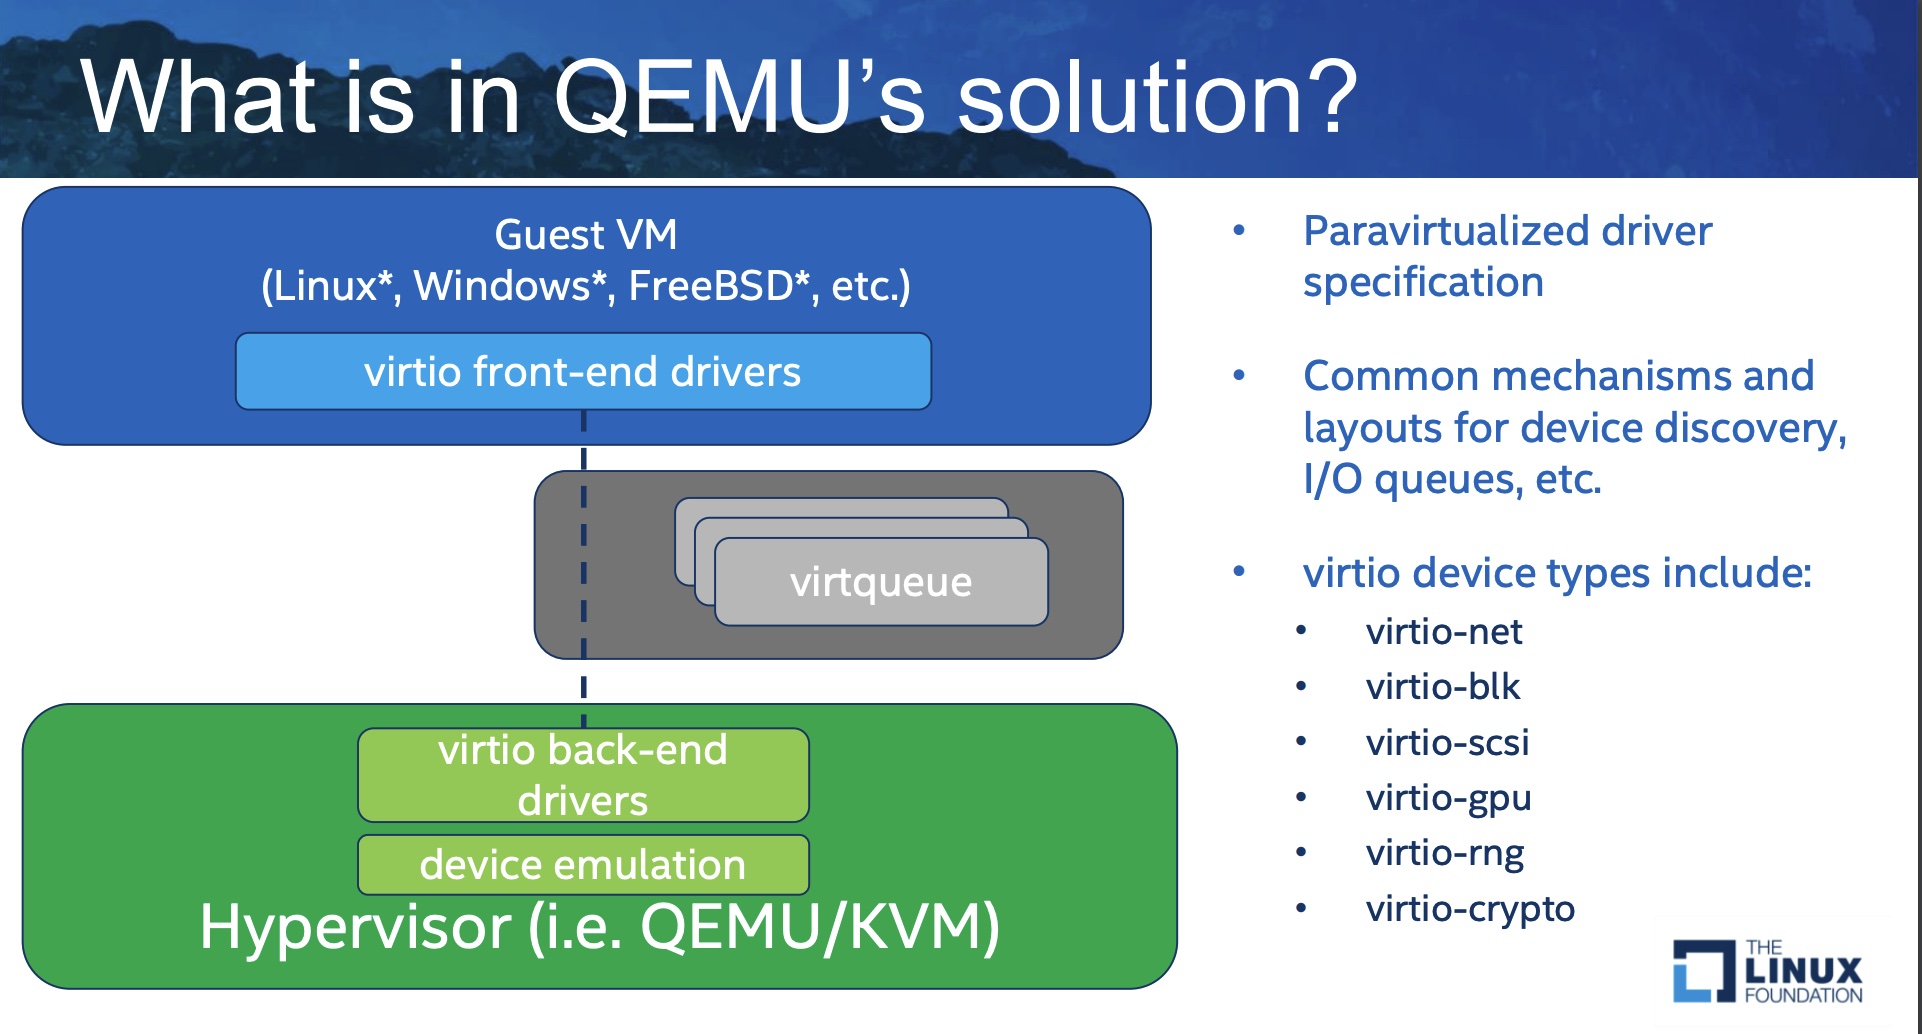 What is in QEMU’s solution?
Guest VM
(Linux*, Windows*, FreeBSD*, etc.)
virtio front-end drivers
virtqueue
virtio back-end
drivers
device emulation
Hypervisor (i.e. QEMU/KVM)
• Paravirtualized driver
specification
• Common mechanisms and
layouts for device discovery,
I/O queues, etc.
• virtio device types include:
• virtio-net
• virtio-blk
• virtio-scsi
• virtio-gpu
• virtio-rng
• virtio-crypto
THE
LINUX
FOUNDATION